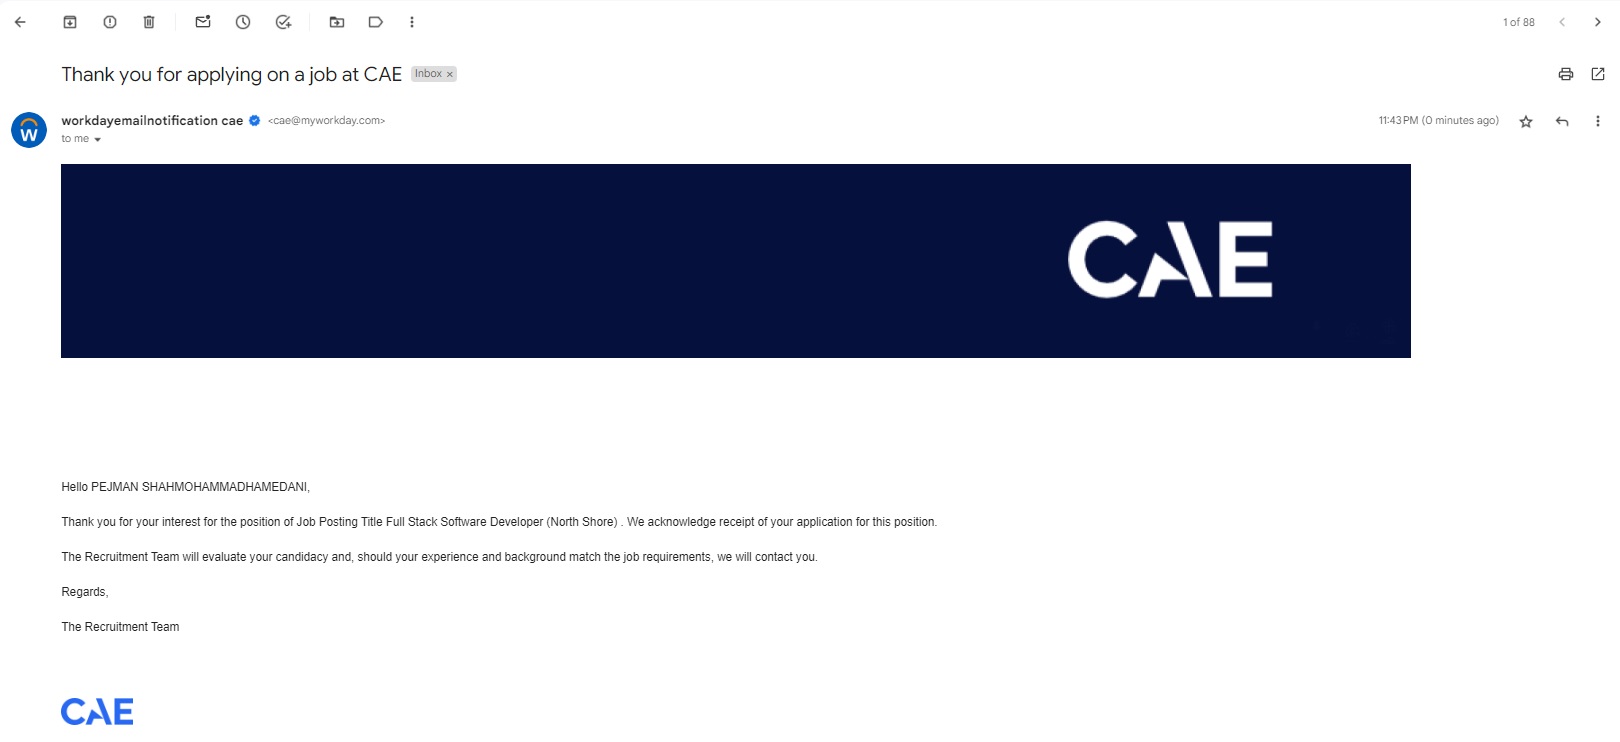 1 of 88
Thank you for applying on a job at CAE Inbox x
workdayemailnotification cae <cae@myworkday.com>
11:43 PM (0 minutes ago)
to me
W
CAE
Hello PEJMAN SHAHMOHAMMADHAMEDANI,
Thank you for your interest for the position of Job Posting Title Full Stack Software Developer (North Shore) . We acknowledge receipt of your application for this position.
The Recruitment Team will evaluate your candidacy and, should your experience and background match the job requirements, we will contact you.
Regards,
The Recruitment Team
CAE